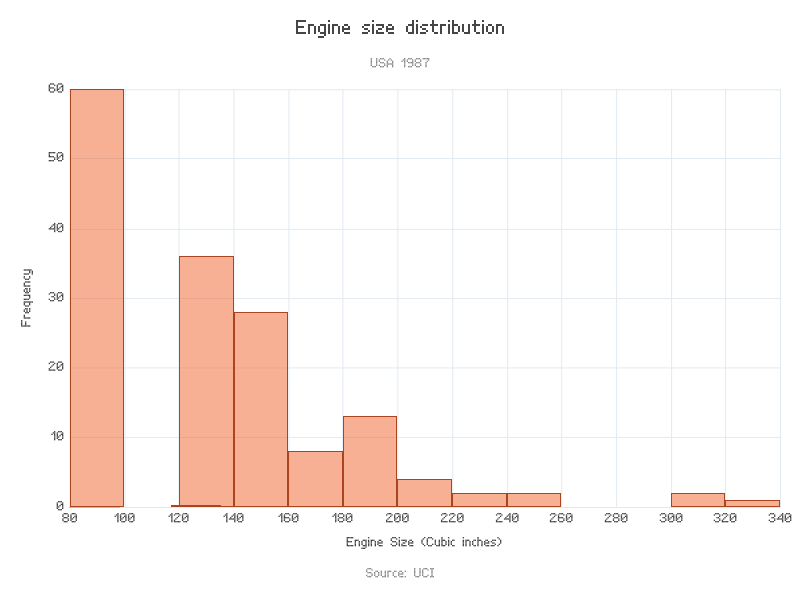 Engine size distribution
USA 1987
60
50
40
30
20
10
0
Frequency
80 100 120 140 160 180 200 220 240 260 280 300 320 340
Engine Size (Cubic inches)
Source: UCI